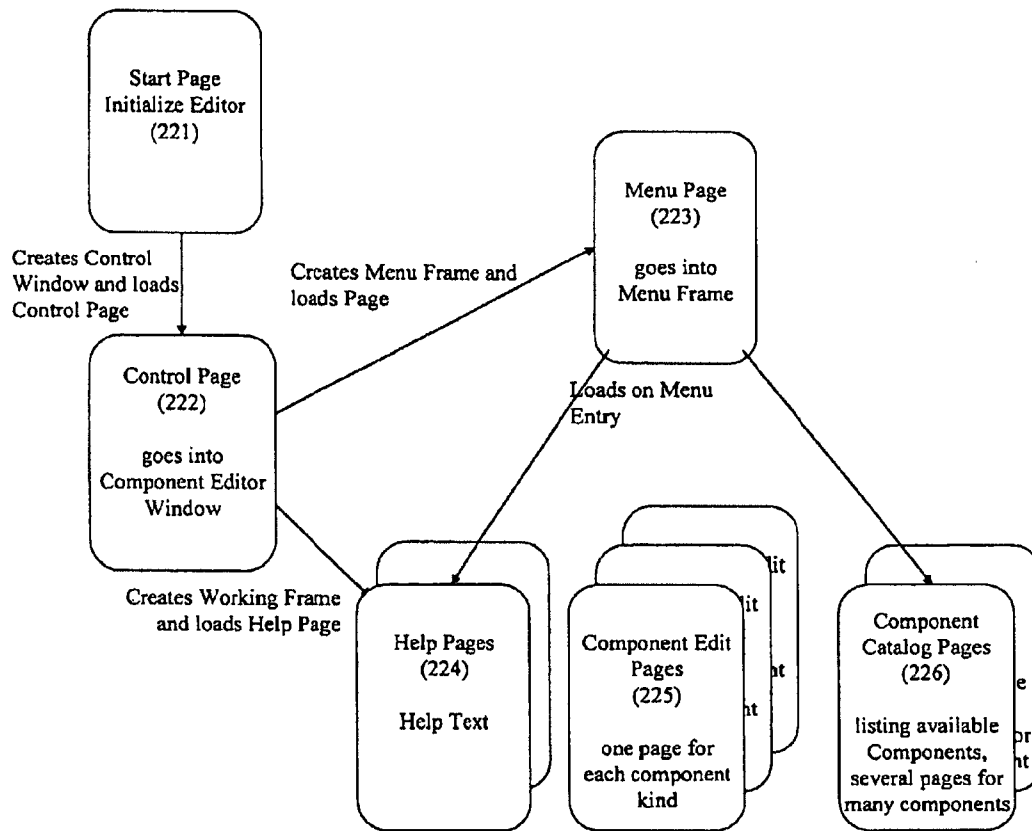 Start Page
Initialize Editor
(221)
Creates Control
Window and loads
Control Page
Creates Menu Frame and
loads Page
Menu Page
(223)
goes into
Menu Frame
Control Page
(222)
goes into
Component Editor
Window
Loads on Menu
Entry
Creates Working Frame
and loads Help Page
Help Pages
(224)
Help Text
Component Edit
Pages
(225)
one page for
each component
kind
Component
Catalog Pages
(226)
listing available
Components,
several pages for
many components